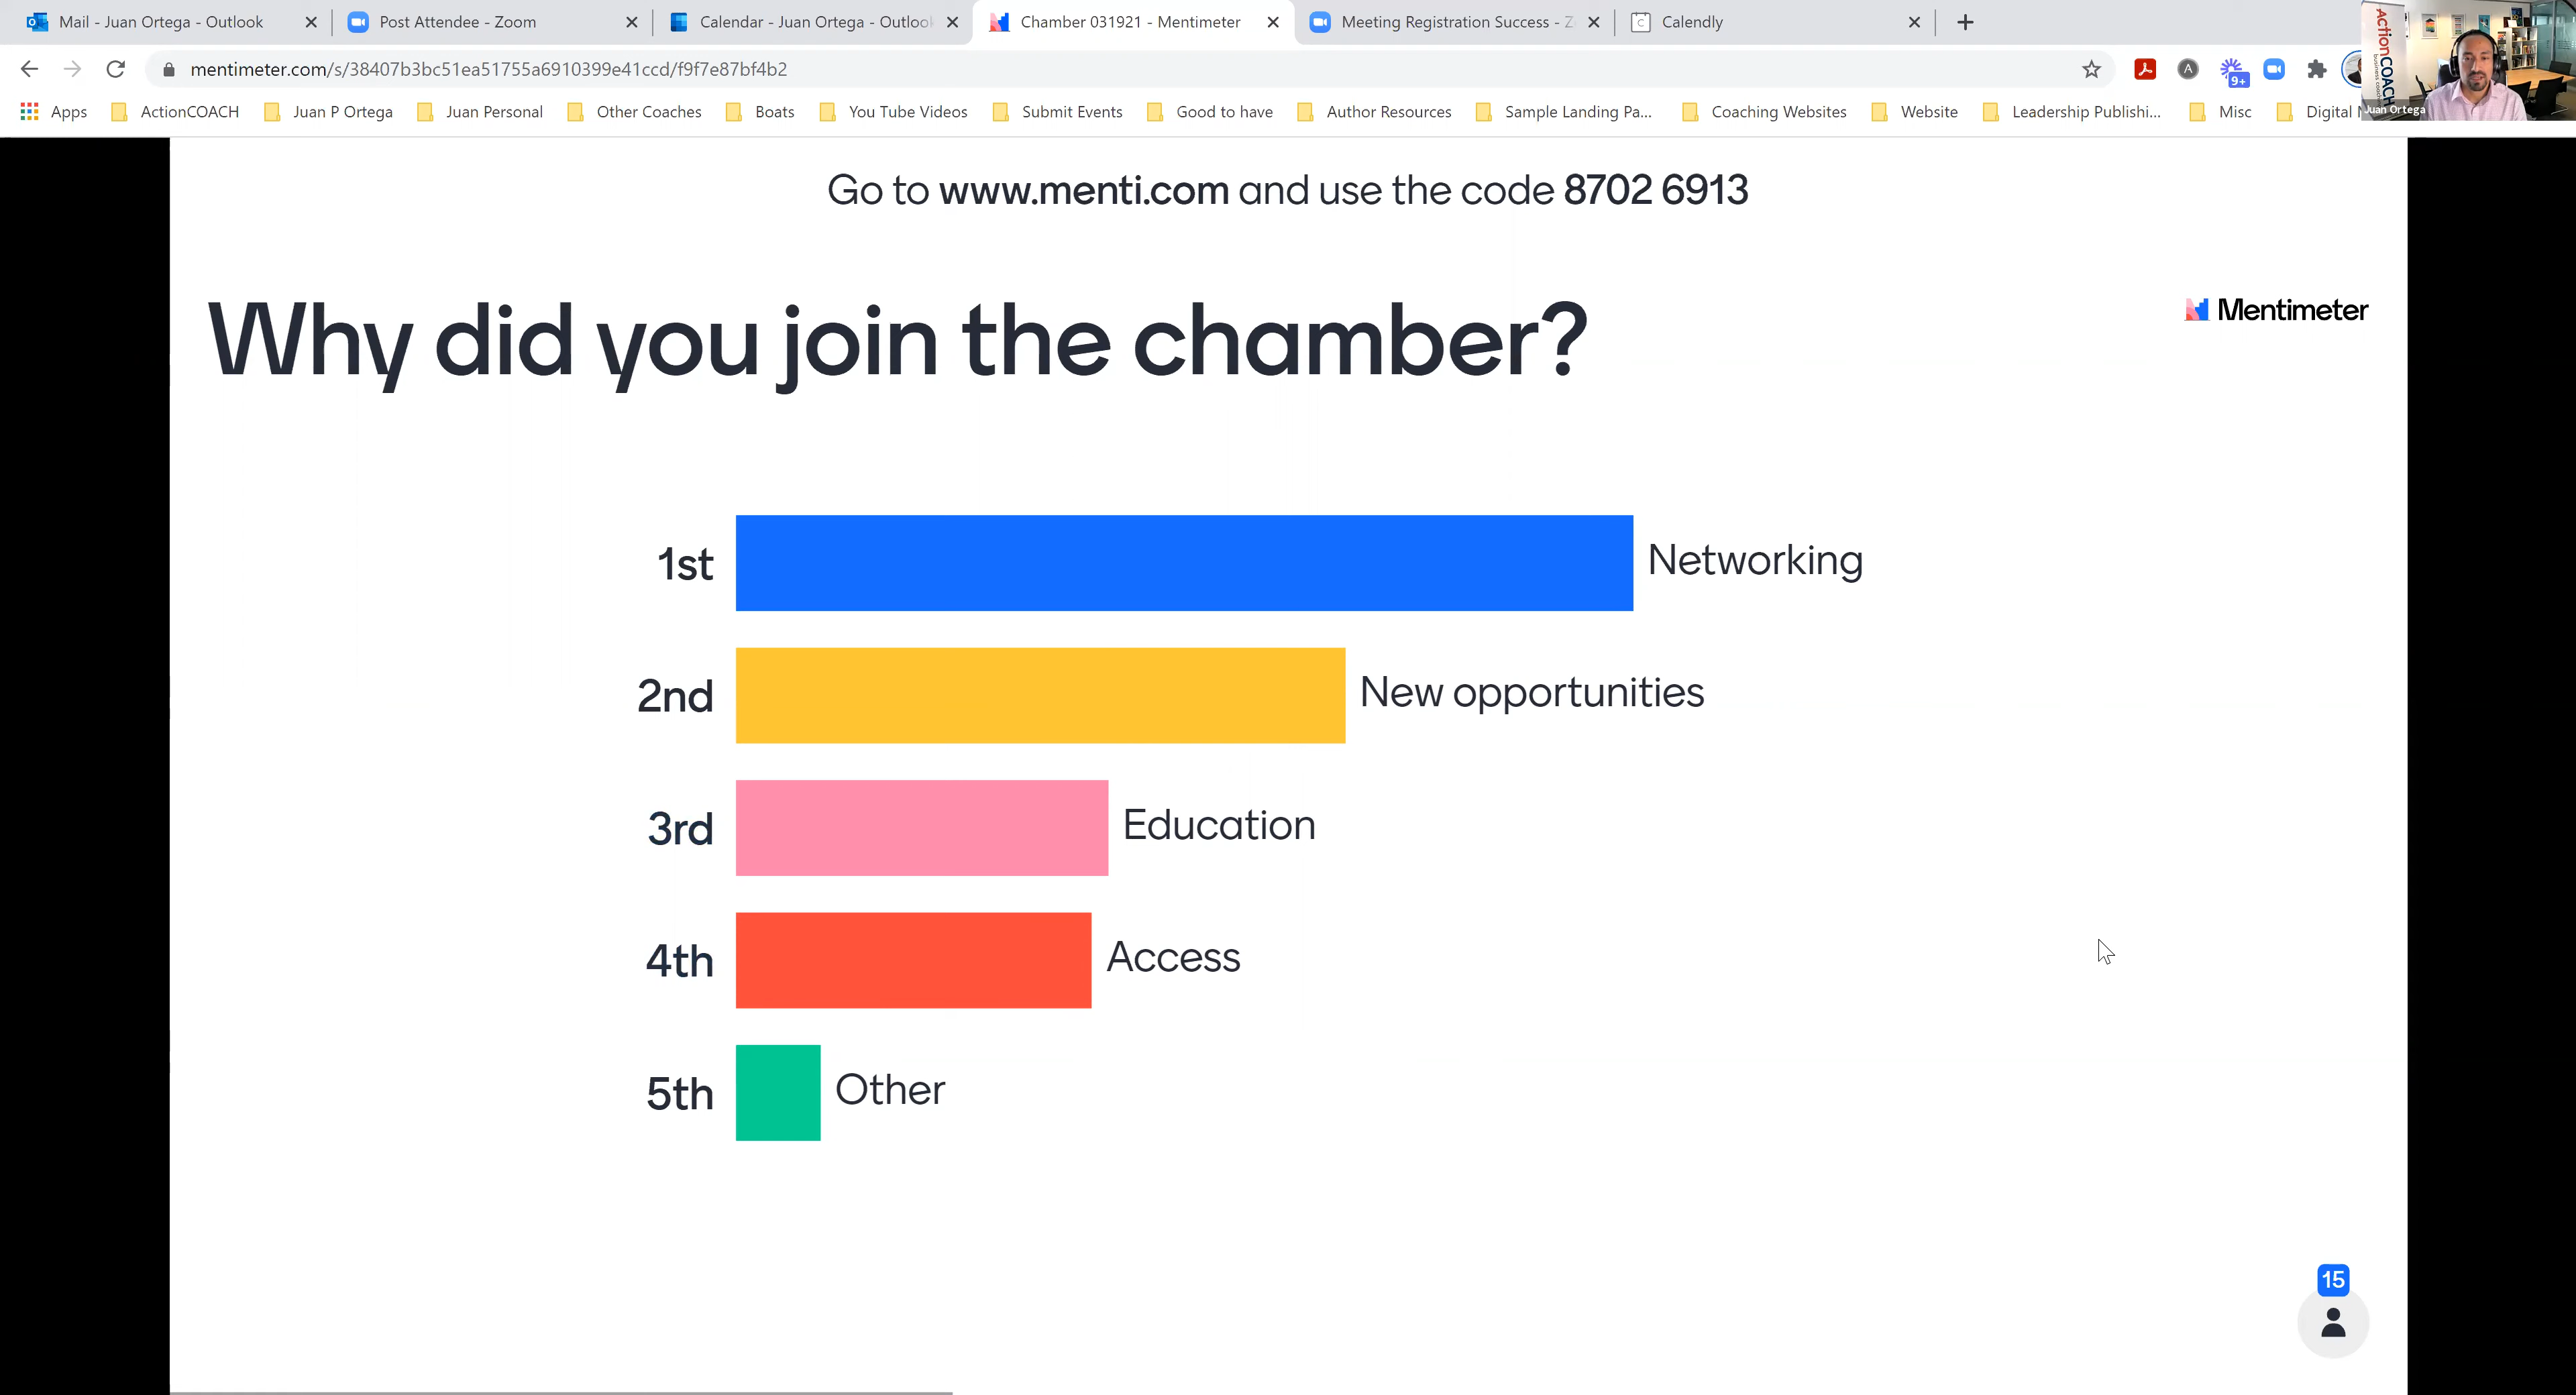 Mail - Juan Ortega - Outlook
Post Attendee - Zoom
Calendar - Juan Ortega - Outlook
Chamber 031921 - Mentimeter
Meeting Registration Success - Z
Calendly
mentimeter.com/s/38407b3bc51ea51755a6910399e41ccd/f9f7e87bf4b2
A
9+
Apps
ActionCOACH
Juan P Ortega
Juan Personal
Other Coaches
Boats
You Tube Videos
Submit Events
Good to have
Author Resources
Sample Landing Pa...
Coaching Websites
Website
Leadership Publishi...
Misc
Digital
ActionCOACH
business coaching
Juan Ortega
Go to www.menti.com and use the code 8702 6913
Why did you join the chamber?
Mentimeter
1st Networking
2nd New opportunities
3rd Education
4th Access
5th Other
15